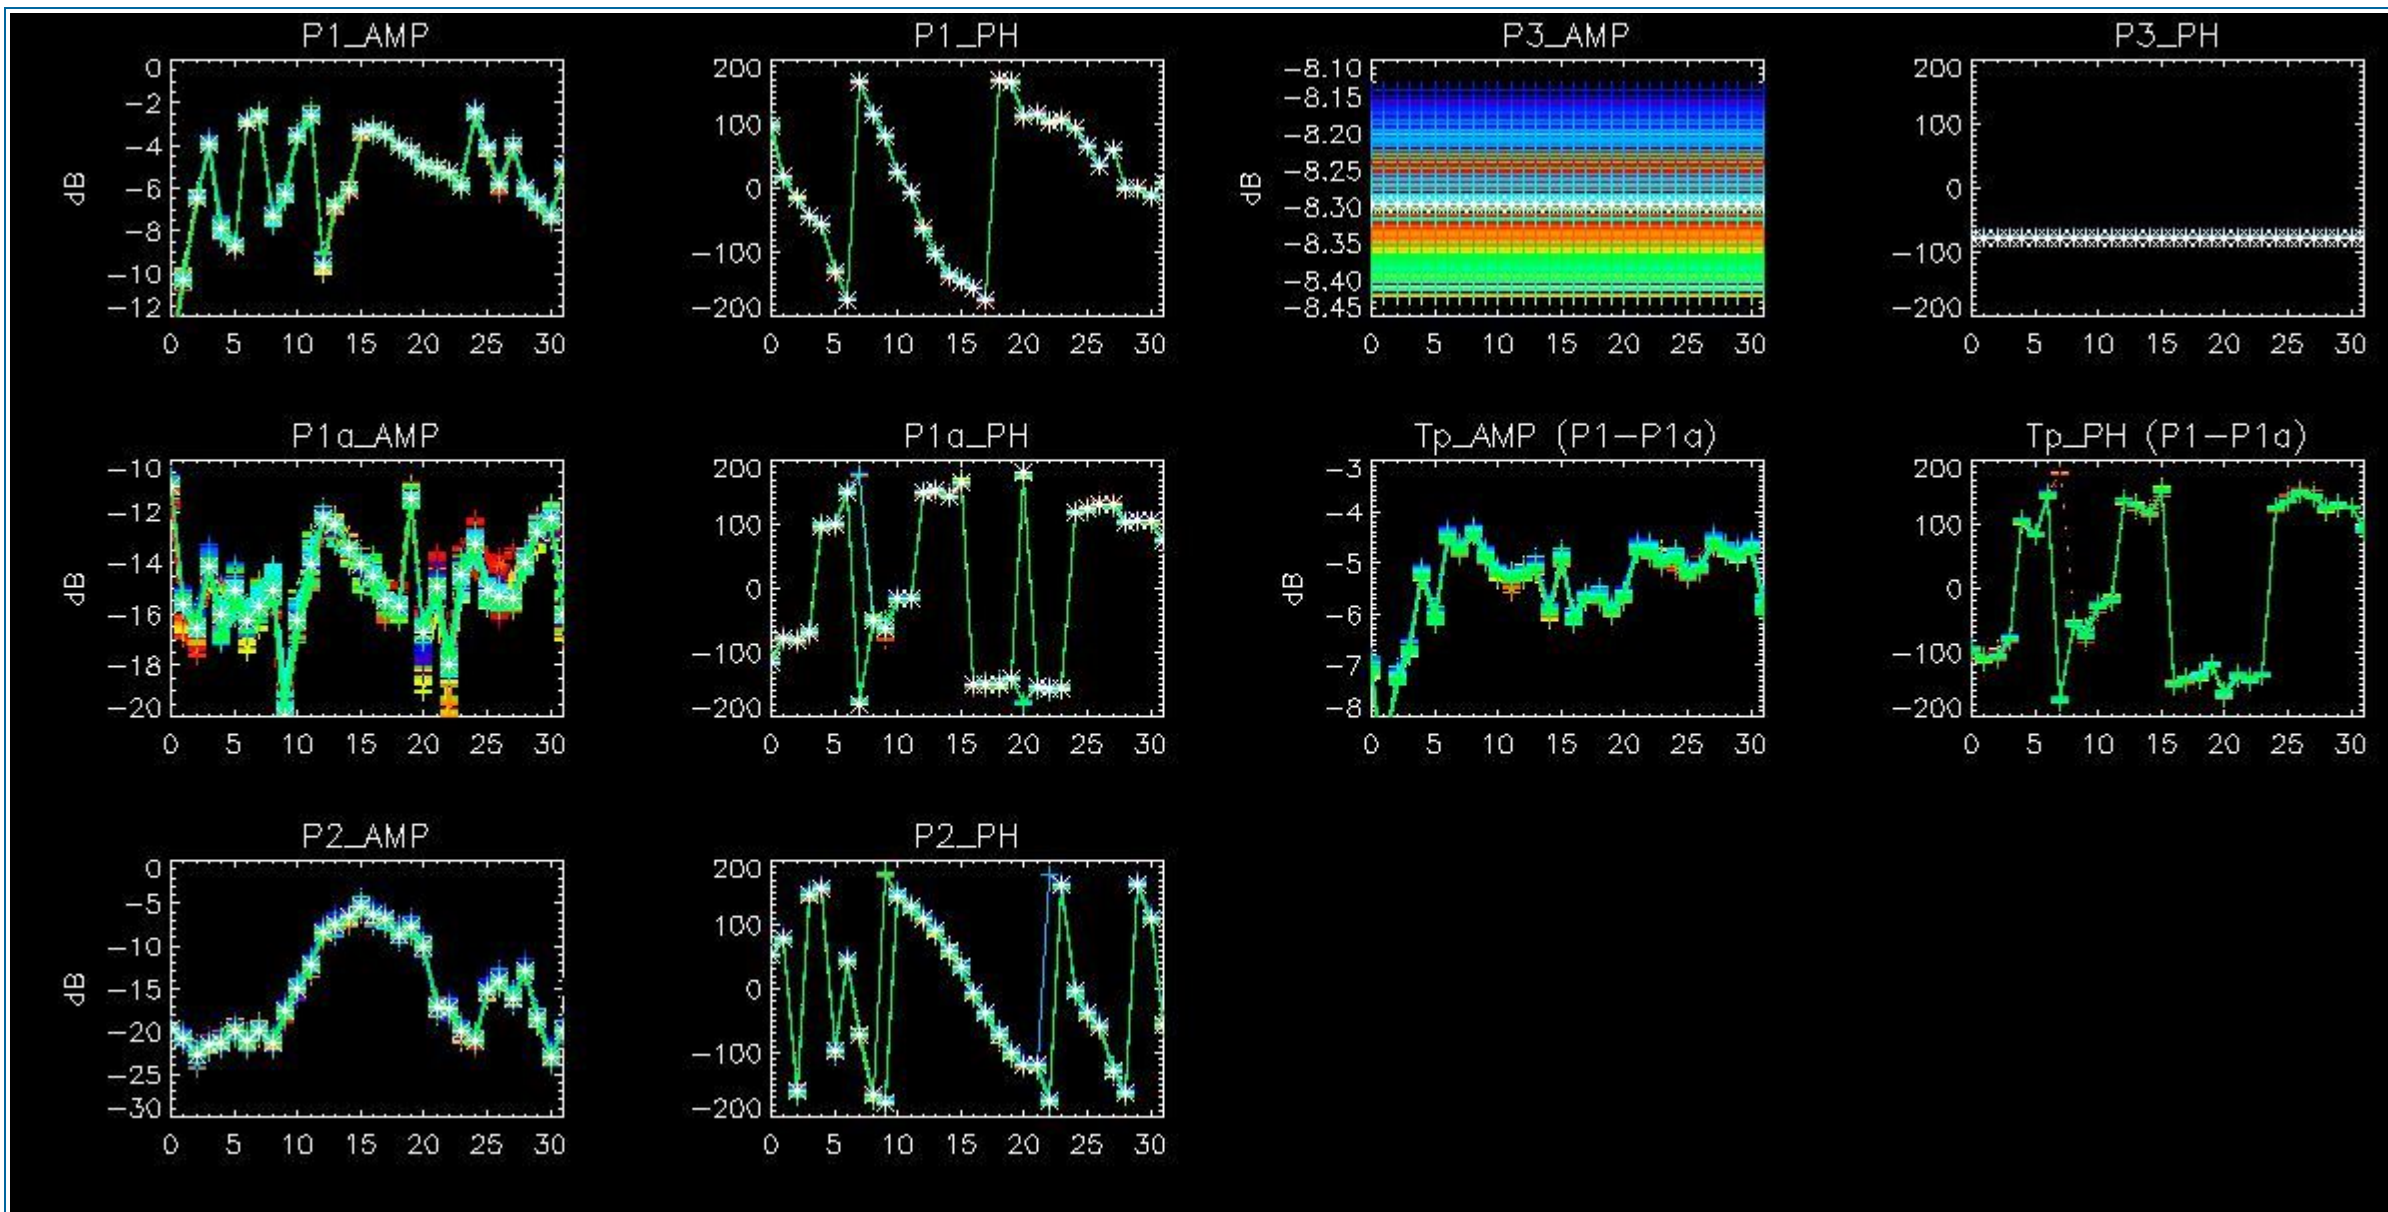 P1_AMP
0
−2
−4
−6
−8
−10
−12
dB
0 5 10 15 20 25 30
P1_PH
200
100
0
−100
−200
0 5 10 15 20 25 30
P3_AMP
−8.10
−8.15
−8.20
−8.25
−8.30
−8.35
−8.40
−8.45
dB
0 5 10 15 20 25 30
P3_PH
200
100
0
−100
−200
0 5 10 15 20 25 30
P1a_AMP
−10
−12
−14
−16
−18
−20
dB
0 5 10 15 20 25 30
P1a_PH
200
100
0
−100
−200
0 5 10 15 20 25 30
Tp_AMP (P1−P1a)
−3
−4
−5
−6
−7
−8
dB
0 5 10 15 20 25 30
Tp_PH (P1−P1a)
200
100
0
−100
−200
0 5 10 15 20 25 30
P2_AMP
0
−5
−10
−15
−20
−25
−30
dB
0 5 10 15 20 25 30
P2_PH
200
100
0
−100
−200
0 5 10 15 20 25 30